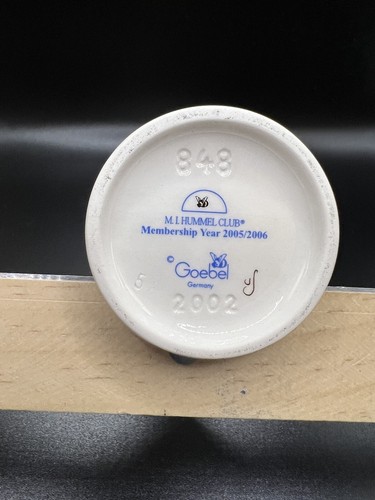 848
M.I. HUMMEL CLUB®
Membership Year 2005/2006
© Goebel
Germany
2002